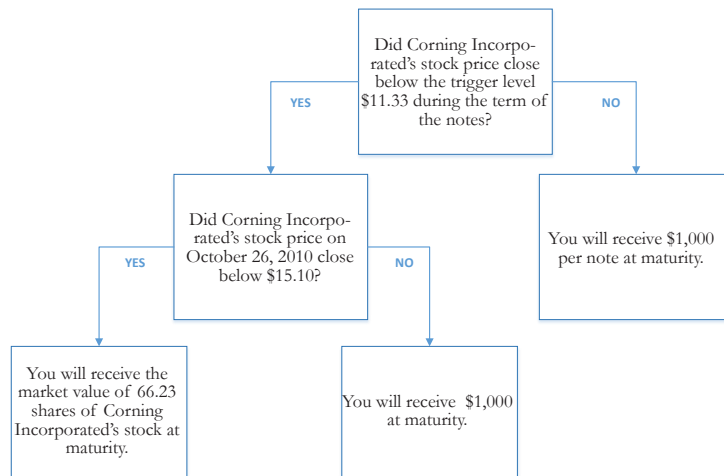 Did Corning Incorpo-
rated's stock price close
below the trigger level
$11.33 during the term of
the notes?
YES
NO
Did Corning Incorpo-
rated's stock price on
October 26, 2010 close
below $15.10?
You will receive $1,000
per note at maturity.
YES
NO
You will receive the
market value of 66.23
shares of Corning
Incorporated's stock at
maturity.
You will receive $1,000
at maturity.